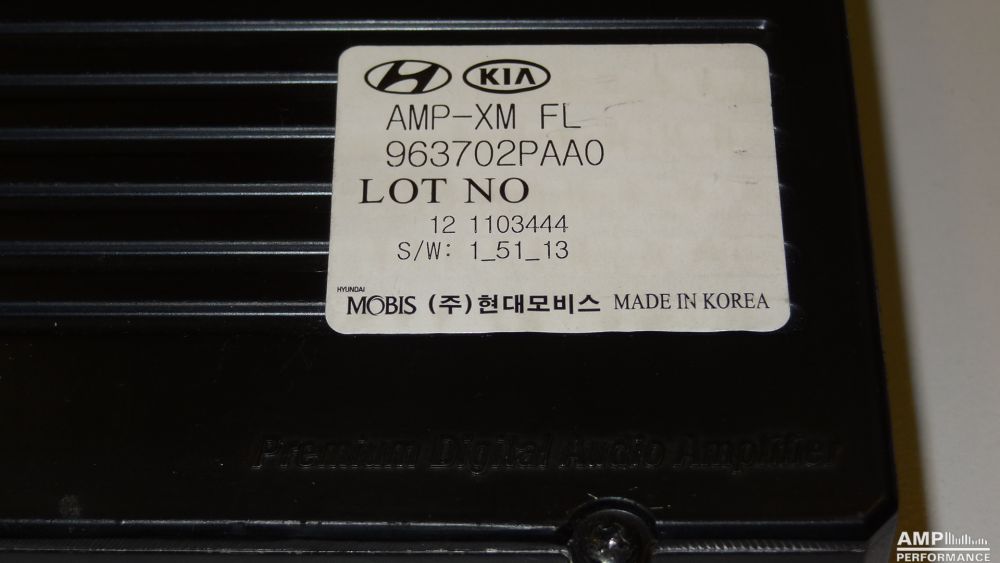 KIA
AMP-XM FL
963702PAA0
LOT NO
12 1103444
S/W: 1_51_13
HYUNDAI
MOBIS (주)현대모비스 MADE IN KOREA
Premium Digital Audio Amplifier
AMP
PERFORMANCE